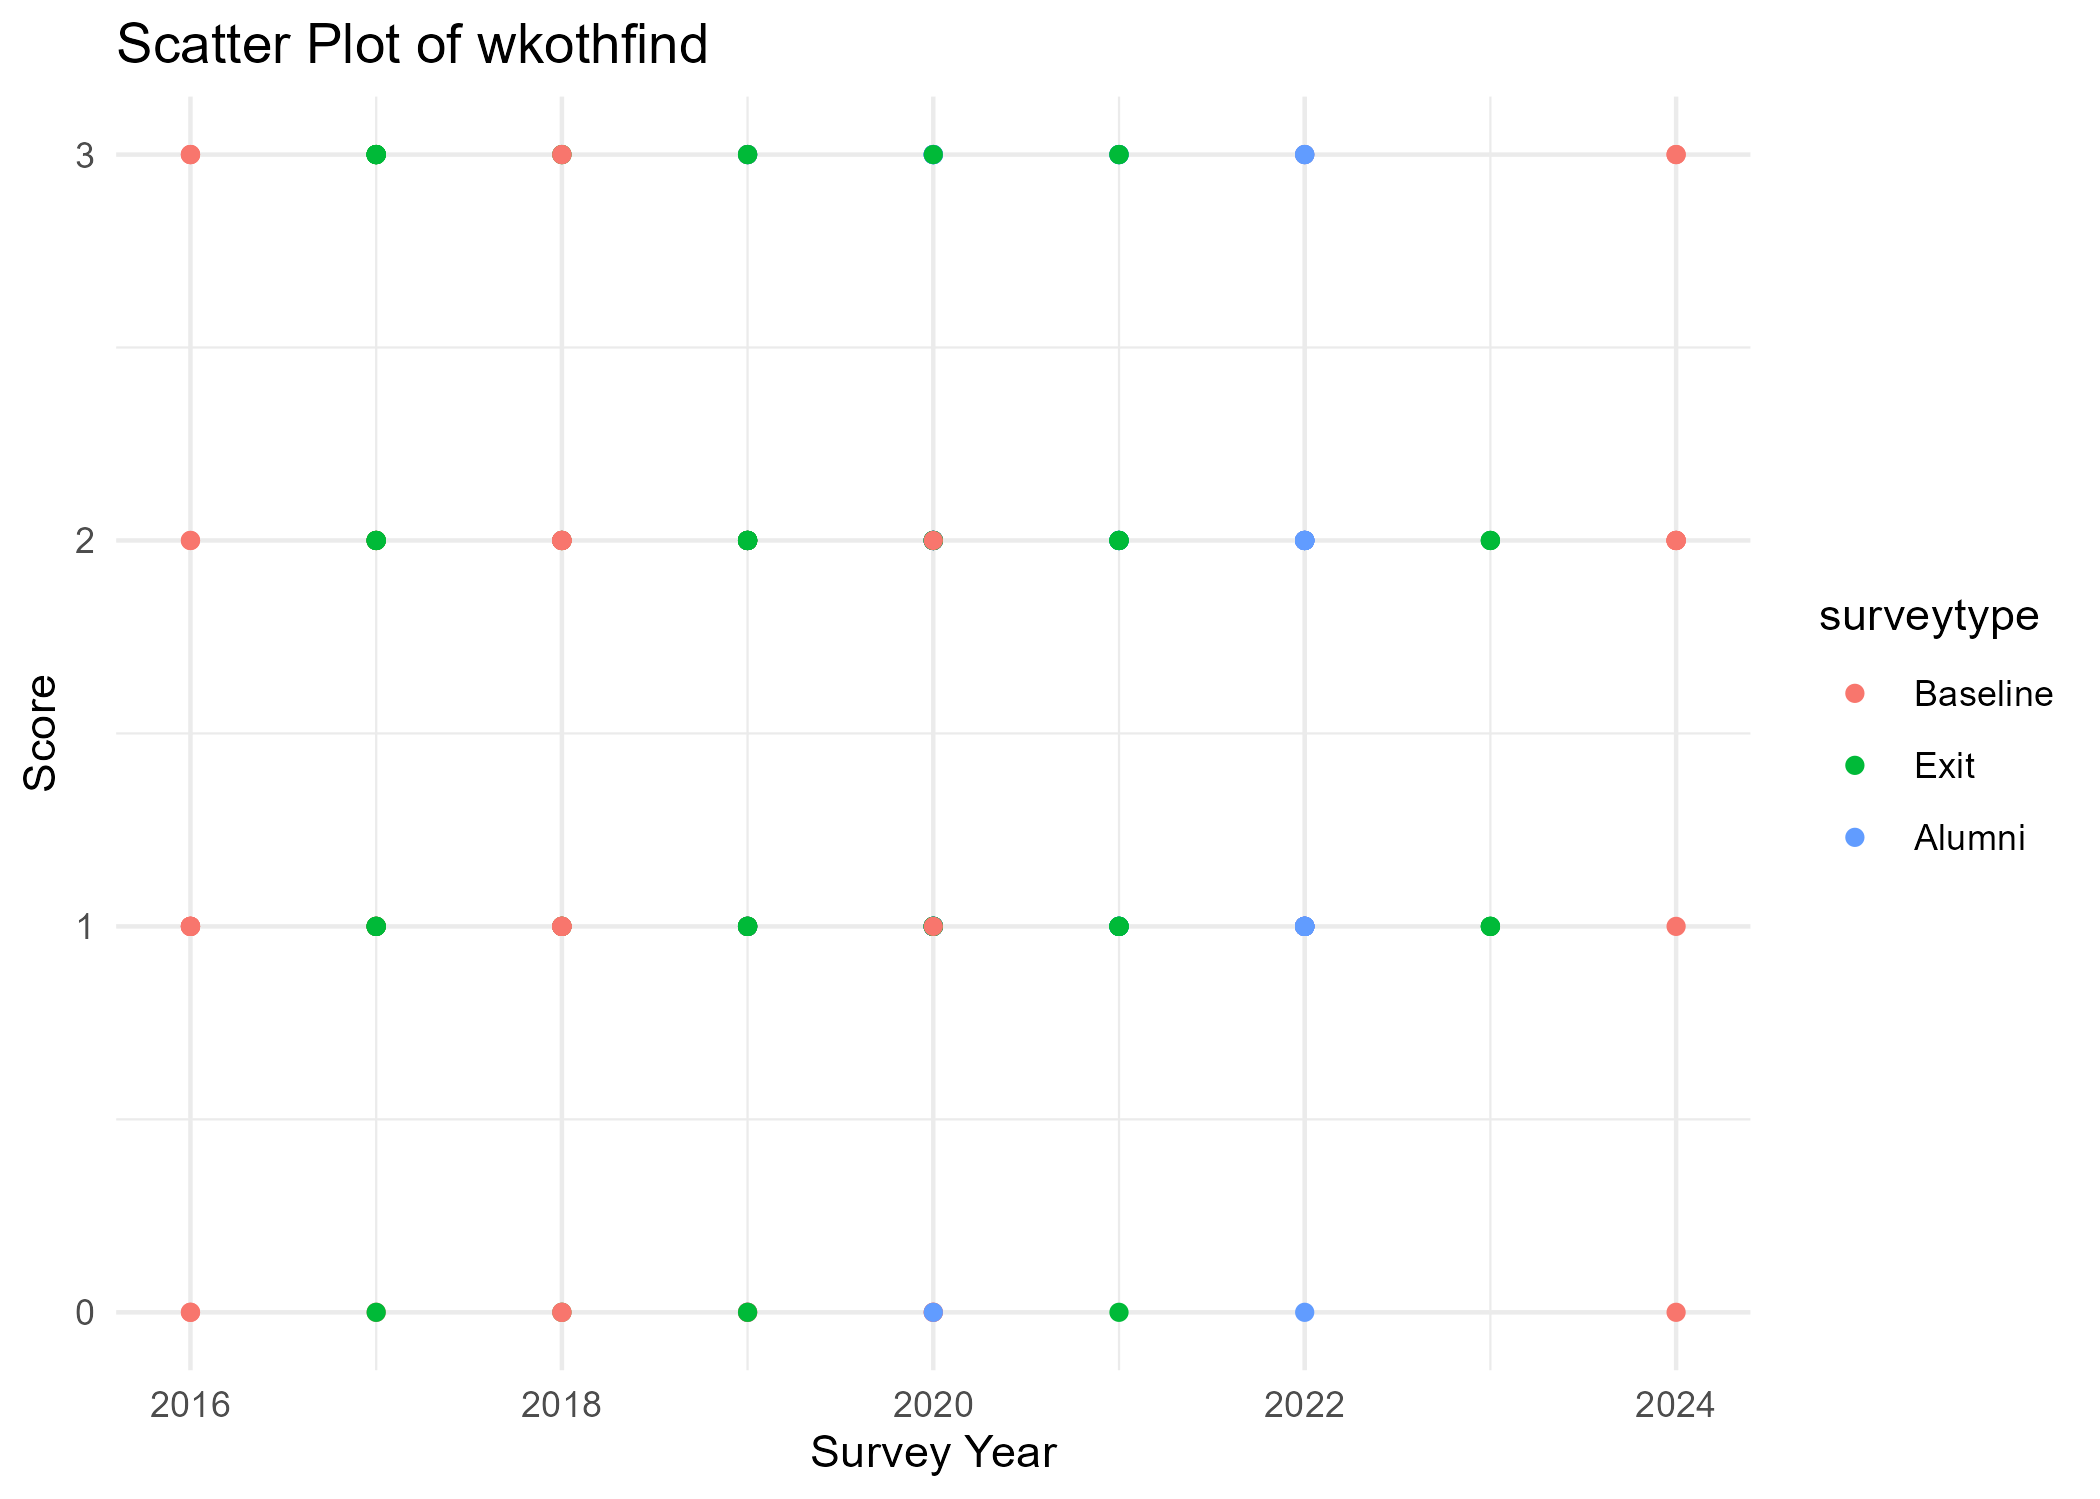 Scatter Plot of wkothfind
3
2
1
0
Score
2016
2018
2020
2022
2024
Survey Year
surveytype
Baseline
Exit
Alumni